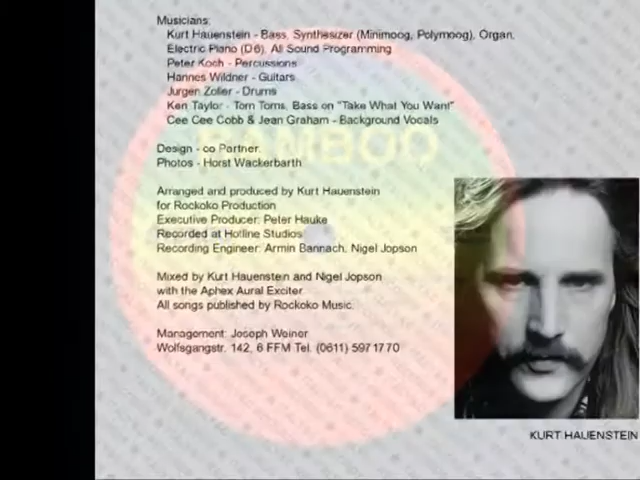 Musicians:
Kurt Hauenstein - Bass, Synthesizer (Minimoog, Polymoog), Organ,
Electric Piano (D6), All Sound Programming
Peter Koch - Percussions
Hannes Wildner - Guitars
Jurgen Zoller - Drums
Ken Taylor - Tom Toms, Bass on "Take What You Want"
Cee Cee Cobb & Jean Graham - Background Vocals
BAMBOO
Design - co Partner.
Photos - Horst Wackerbarth
Arranged and produced by Kurt Hauenstein
for Rockoko Production
Executive Producer: Peter Hauke
Recorded at Hotline Studios
Recording Engineer: Armin Bannach, Nigel Jopson
Mixed by Kurt Hauenstein and Nigel Jopson
with the Aphex Aural Exciter.
All songs published by Rockoko Music.
Management: Joseph Weiner
Wolfsgangstr. 142, 6 FFM Tel. (0611) 597 17 70
KURT HAUENSTEIN